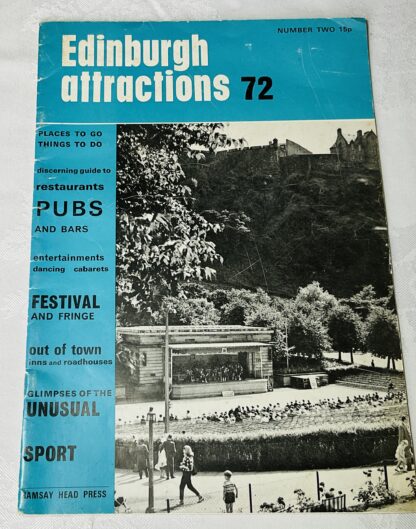 NUMBER TWO 15p
Edinburgh
attractions 72
PLACES TO GO
THINGS TO DO
discerning guide to
restaurants
PUBS
AND BARS
entertainments
dancing cabarets
FESTIVAL
AND FRINGE
out of town
inns and roadhouses
GLIMPSES OF THE
UNUSUAL
SPORT
RAMSAY HEAD PRESS